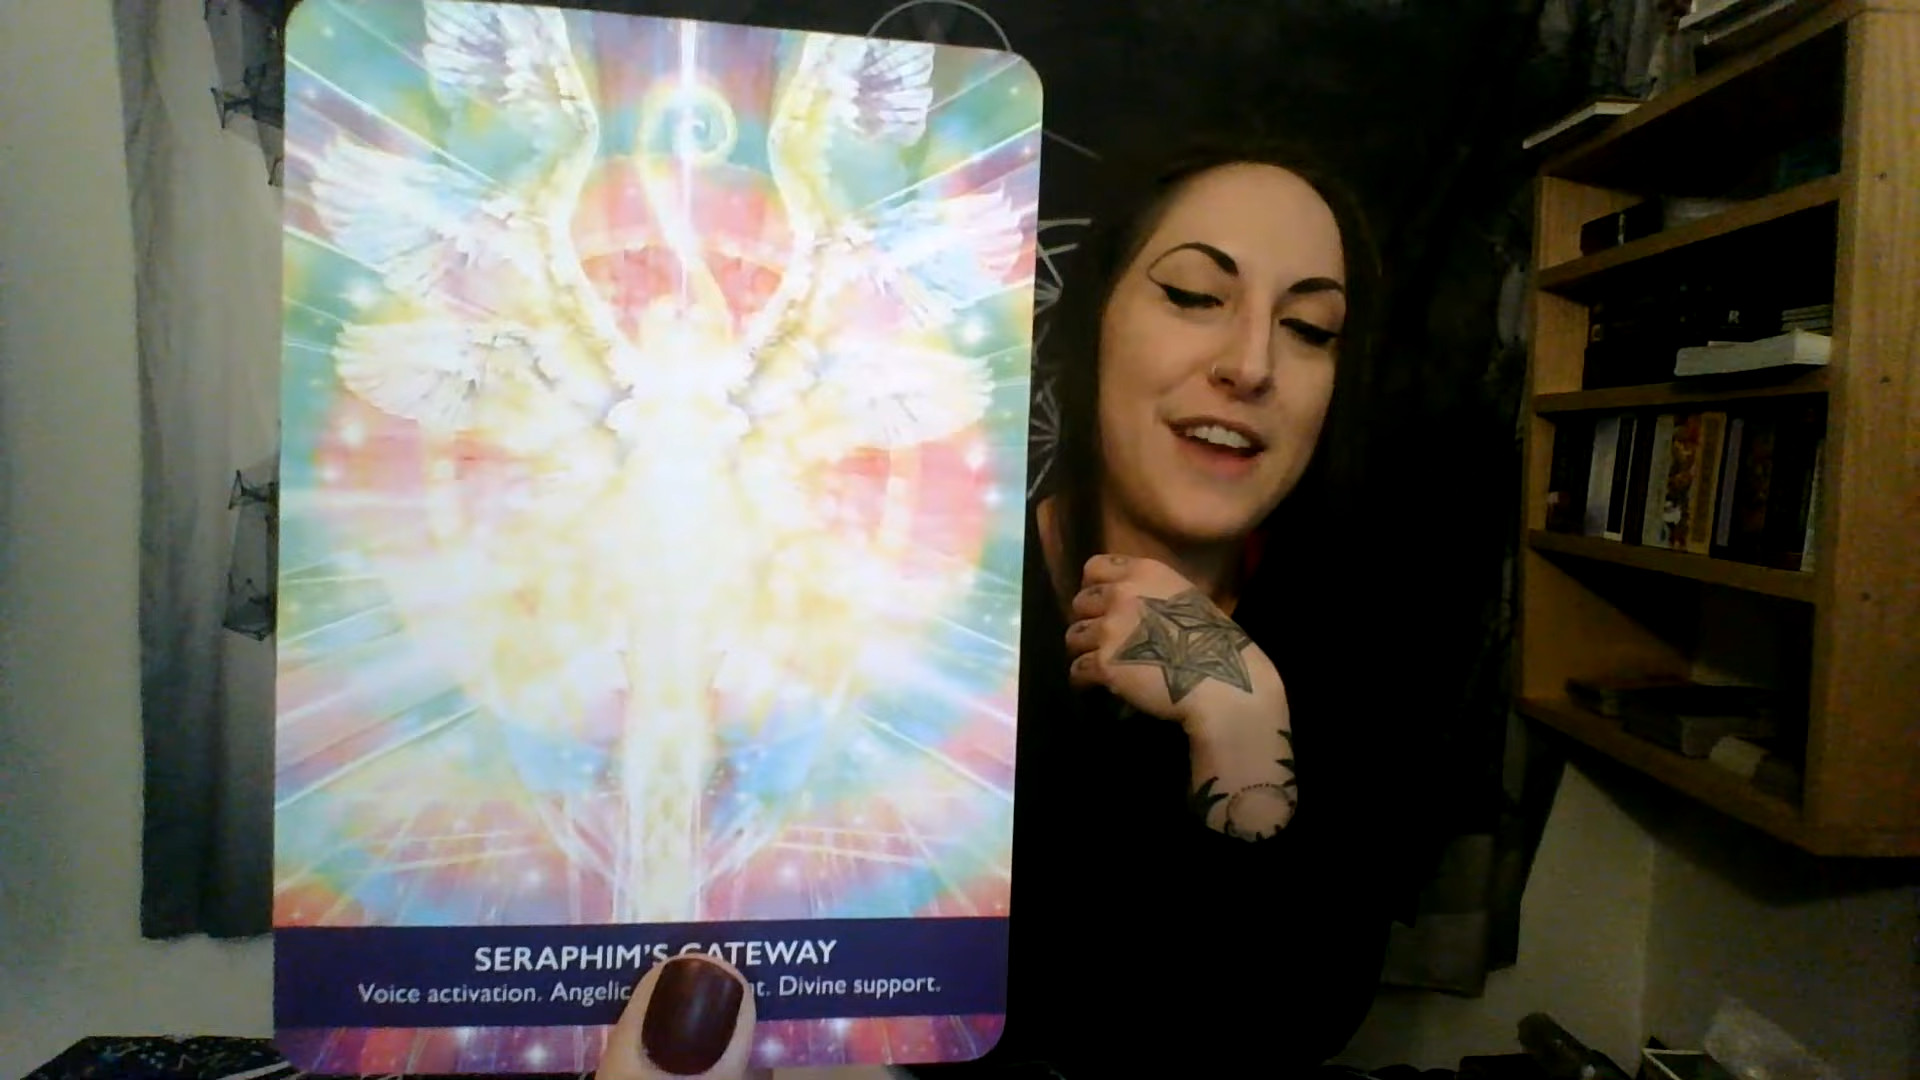 SERAPHIM'S GATEWAY
Voice activation. Angelic Divine support.